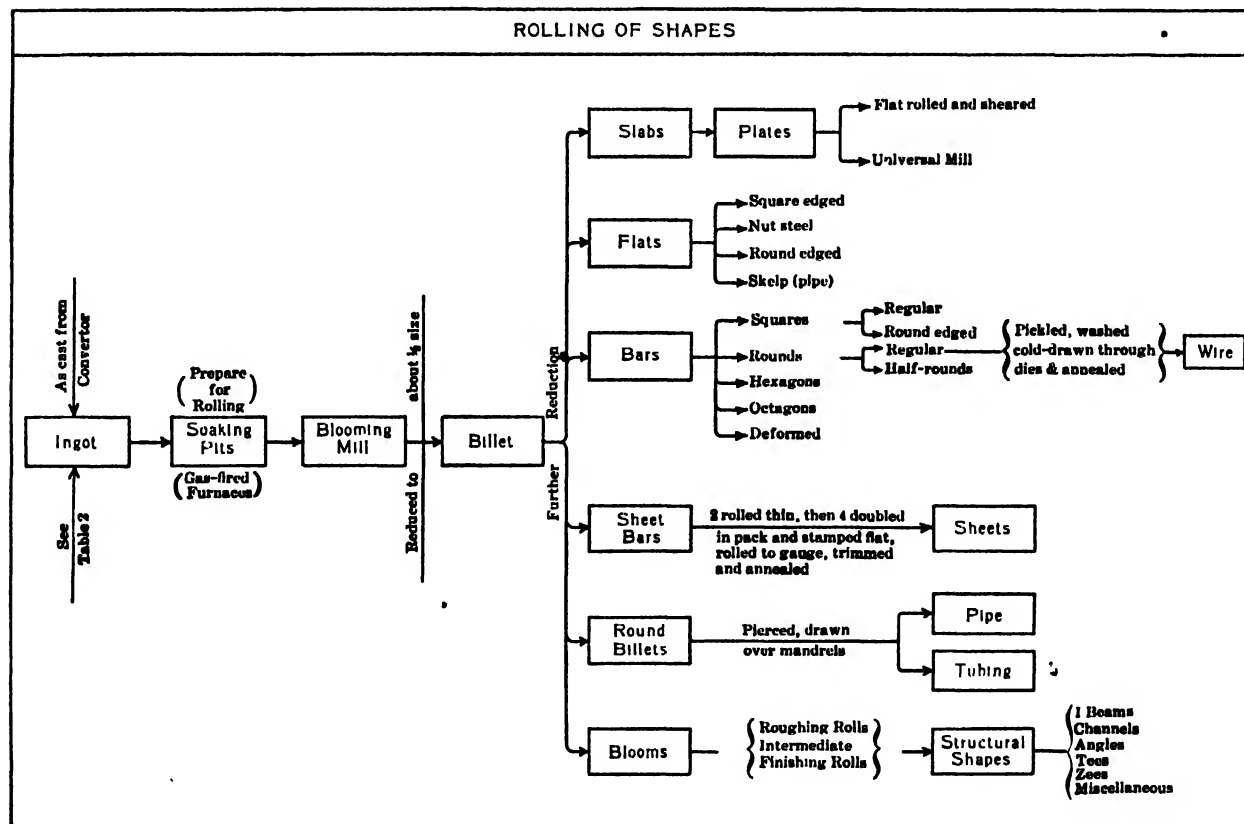 ROLLING OF SHAPES
As cast from
Convertor
Ingot
See
Table 2
(Prepare
for
Rolling)
Soaking
Pits
(Gas-fired
Furnaces)
Blooming
Mill
Reduced to about ⅓ size
Billet
Further Reduction
Slabs
Plates
Flat rolled and sheared
Universal Mill
Flats
Square edged
Nut steel
Round edged
Skelp (pipe)
Bars
Squares
Regular
Round edged
Rounds
Regular
Half-rounds
Pickled, washed
cold-drawn through
dies & annealed
Wire
Hexagons
Octagons
Deformed
Sheet
Bars
2 rolled thin, then 4 doubled
in pack and stamped flat,
rolled to gauge, trimmed
and annealed
Sheets
Round
Billets
Pierced, drawn
over mandrels
Pipe
Tubing
Blooms
Roughing Rolls
Intermediate
Finishing Rolls
Structural
Shapes
I Beams
Channels
Angles
Tees
Zees
Miscellaneous